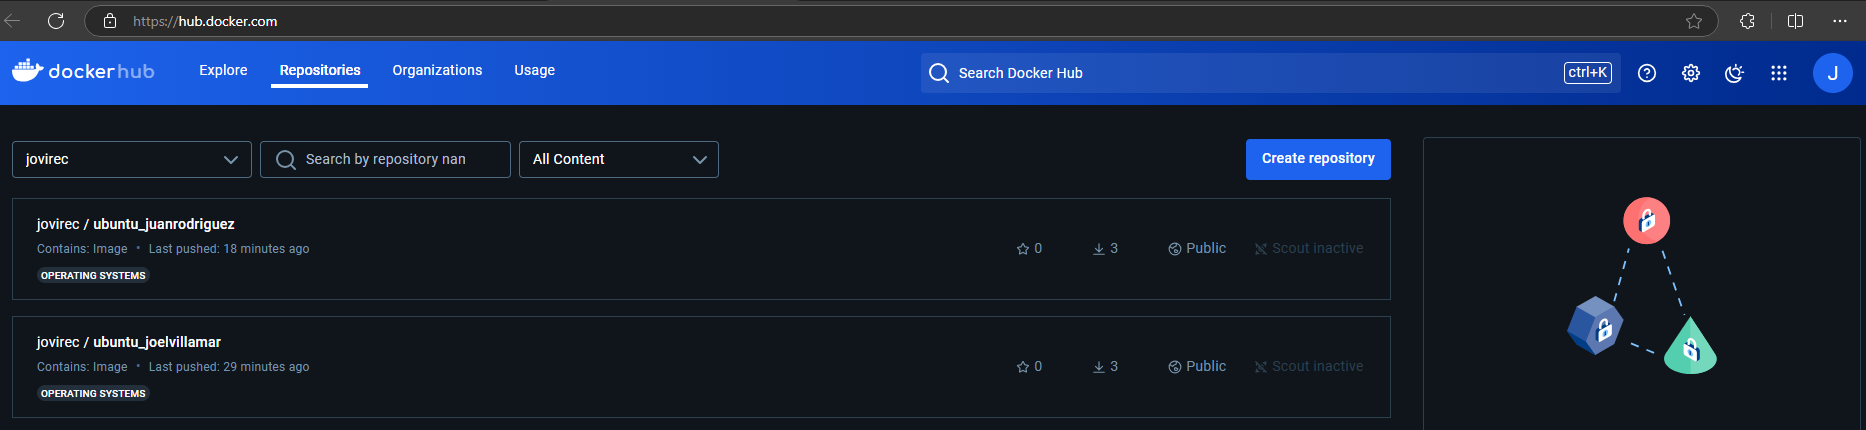 https://hub.docker.com
docker hub
Explore
Repositories
Organizations
Usage
Search Docker Hub
ctrl+K
J
jovirec
Search by repository nan
All Content
Create repository
jovirec / ubuntu_juanrodriguez
Contains: Image • Last pushed: 18 minutes ago
0
3
Public
Scout inactive
OPERATING SYSTEMS
jovirec / ubuntu_joelvillamar
Contains: Image • Last pushed: 29 minutes ago
0
3
Public
Scout inactive
OPERATING SYSTEMS